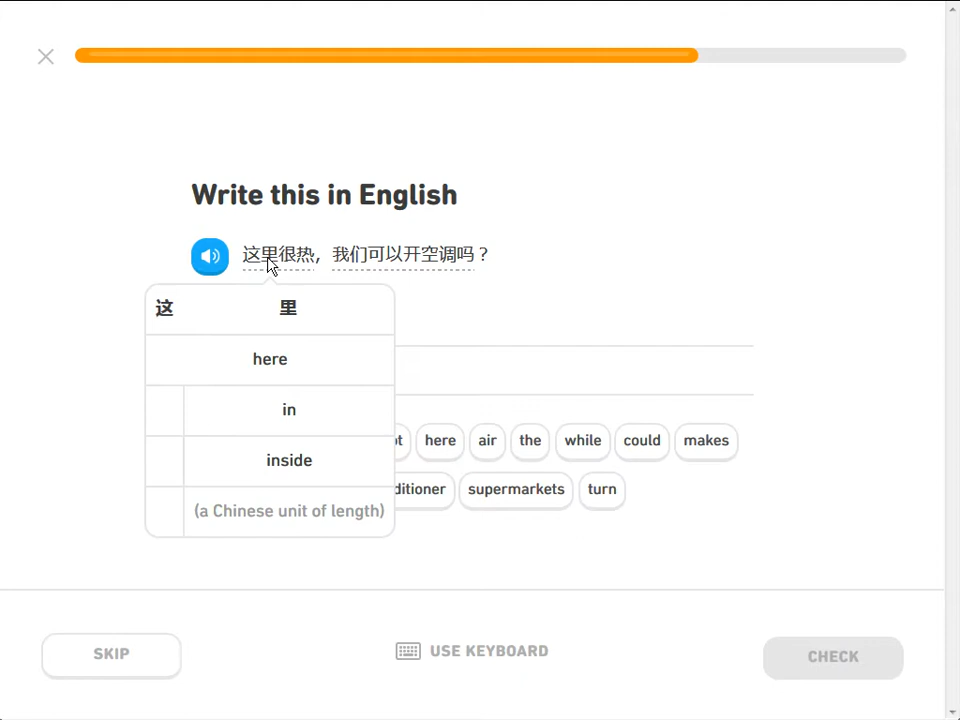 Write this in English
这里很热，我们可以开空调吗？
这 里
here
in
inside
(a Chinese unit of length)
here air the while could makes
supermarkets turn
SKIP
USE KEYBOARD
CHECK